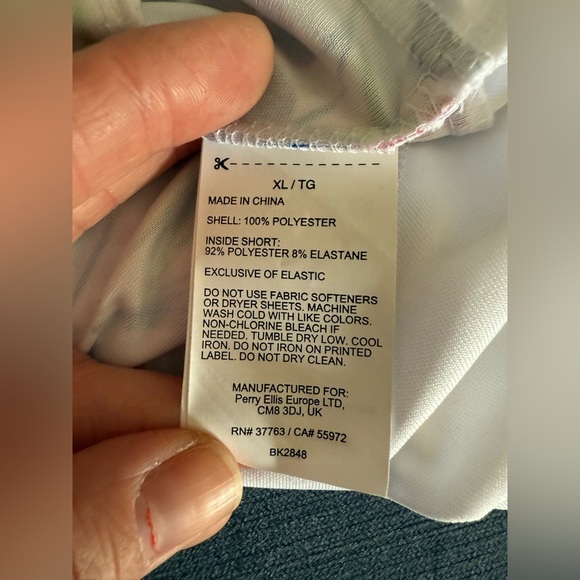 XL / TG
MADE IN CHINA
SHELL: 100% POLYESTER
INSIDE SHORT:
92% POLYESTER 8% ELASTANE
EXCLUSIVE OF ELASTIC
DO NOT USE FABRIC SOFTENERS
OR DRYER SHEETS. MACHINE
WASH COLD WITH LIKE COLORS.
NON-CHLORINE BLEACH IF
NEEDED. TUMBLE DRY LOW. COOL
IRON. DO NOT IRON ON PRINTED
LABEL. DO NOT DRY CLEAN.
MANUFACTURED FOR:
Perry Ellis Europe LTD,
CM8 3DJ, UK
RN# 37763 / CA# 55972
BK2848